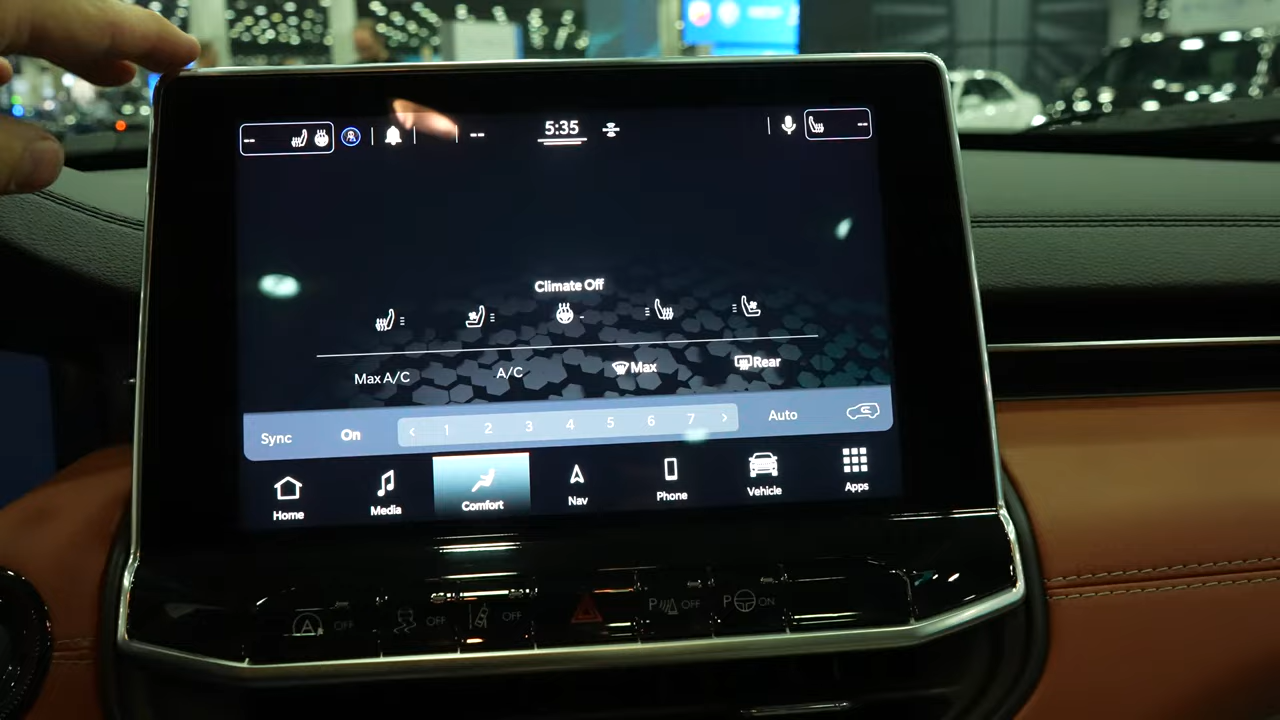 -- -- 5:35 --
Climate Off
Max A/C A/C Max Rear
Sync On < 1 2 3 4 5 6 7 > Auto
Home Media Comfort Nav Phone Vehicle Apps
A OFF OFF OFF P OFF P ON